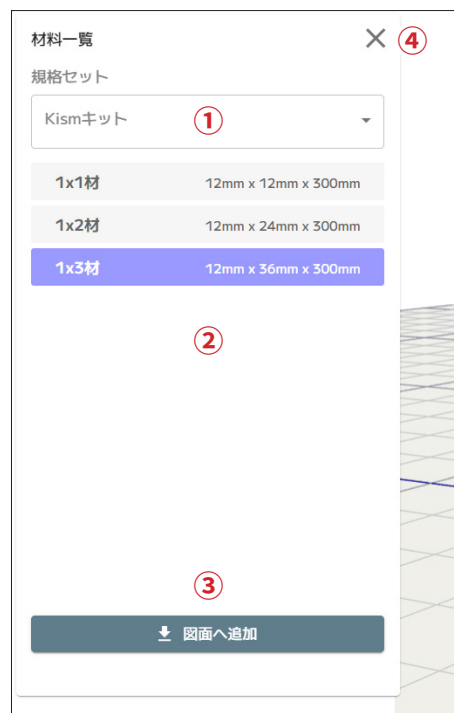 材料一覧
④
規格セット
Kismキット
①
1x1材 12mm x 12mm x 300mm
1x2材 12mm x 24mm x 300mm
1x3材 12mm x 36mm x 300mm
②
③
図面へ追加